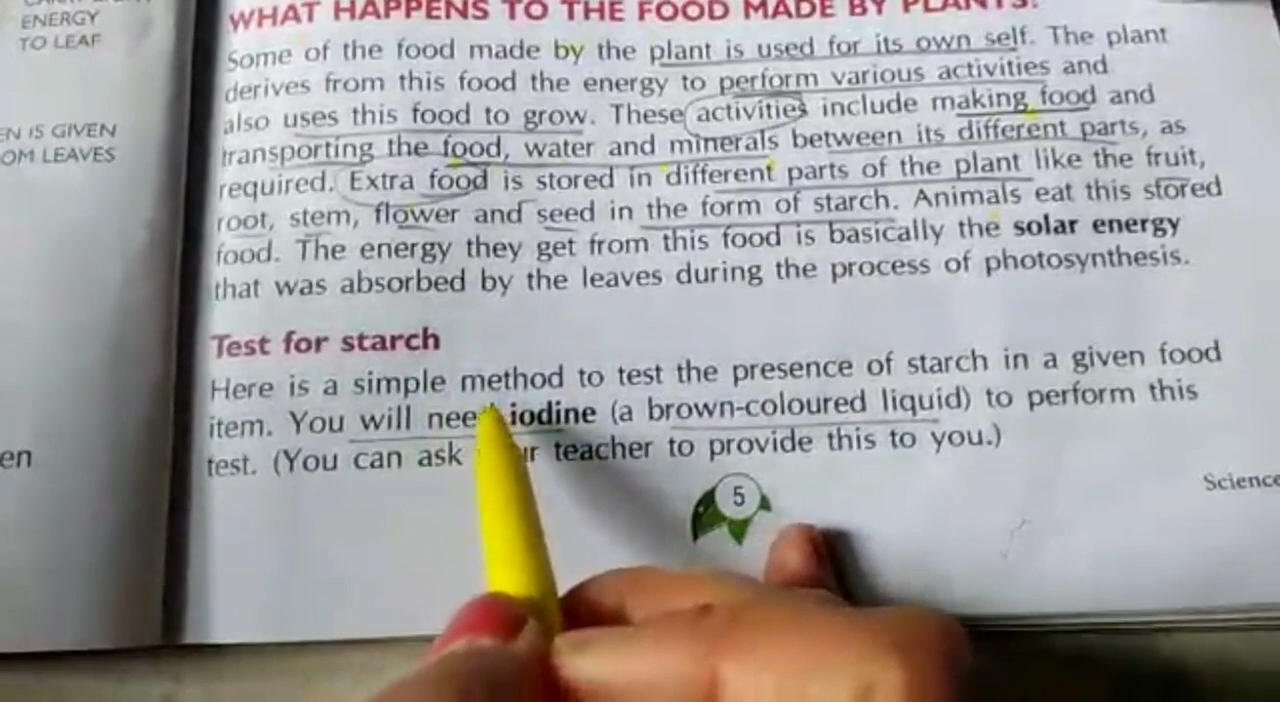 ENERGY
TO LEAF
EN IS GIVEN
OM LEAVES
en
WHAT HAPPENS TO THE FOOD MADE BY PLANTS?
Some of the food made by the plant is used for its own self. The plant
derives from this food the energy to perform various activities and
also uses this food to grow. These activities include making food and
transporting the food, water and minerals between its different parts, as
required. Extra food is stored in different parts of the plant like the fruit,
root, stem, flower and seed in the form of starch. Animals eat this stored
food. The energy they get from this food is basically the solar energy
that was absorbed by the leaves during the process of photosynthesis.
Test for starch
Here is a simple method to test the presence of starch in a given food
item. You will need iodine (a brown-coloured liquid) to perform this
test. (You can ask teacher to provide this to you.)
5
Science